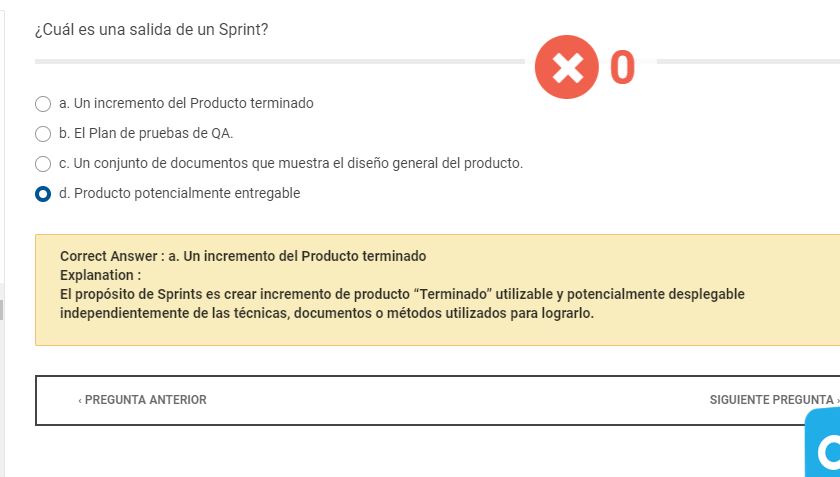 ¿Cuál es una salida de un Sprint?
0
a. Un incremento del Producto terminado
b. El Plan de pruebas de QA.
c. Un conjunto de documentos que muestra el diseño general del producto.
d. Producto potencialmente entregable
Correct Answer : a. Un incremento del Producto terminado
Explanation :
El propósito de Sprints es crear incremento de producto “Terminado” utilizable y potencialmente desplegable
independientemente de las técnicas, documentos o métodos utilizados para lograrlo.
‹ PREGUNTA ANTERIOR
SIGUIENTE PREGUNTA ›